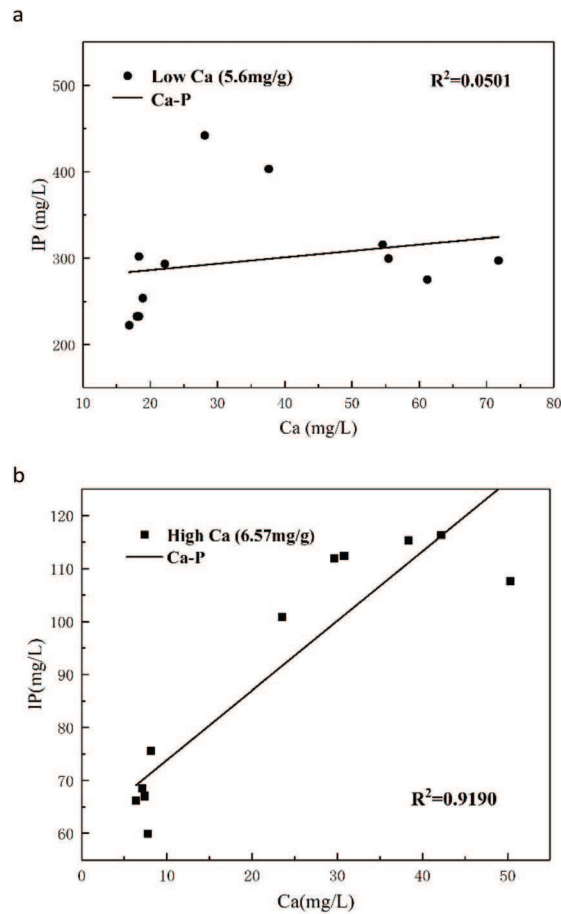 a
Low Ca (5.6mg/g)
Ca-P
R²=0.0501
500
400
300
200
IP (mg/L)
10 20 30 40 50 60 70 80
Ca (mg/L)
b
High Ca (6.57mg/g)
Ca-P
120
110
100
90
80
70
60
IP(mg/L)
R²=0.9190
0 10 20 30 40 50
Ca(mg/L)